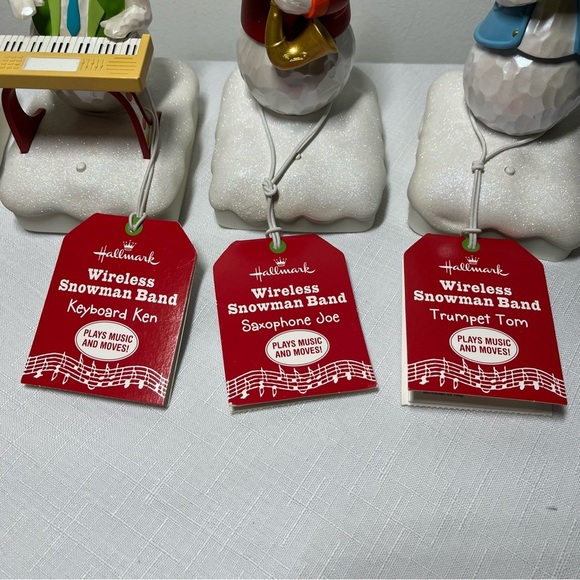 Hallmark
Wireless
Snowman Band
Keyboard Ken
PLAYS MUSIC
AND MOVES!
Hallmark
Wireless
Snowman Band
Saxophone Joe
PLAYS MUSIC
AND MOVES!
Hallmark
Wireless
Snowman Band
Trumpet Tom
PLAYS MUSIC
AND MOVES!